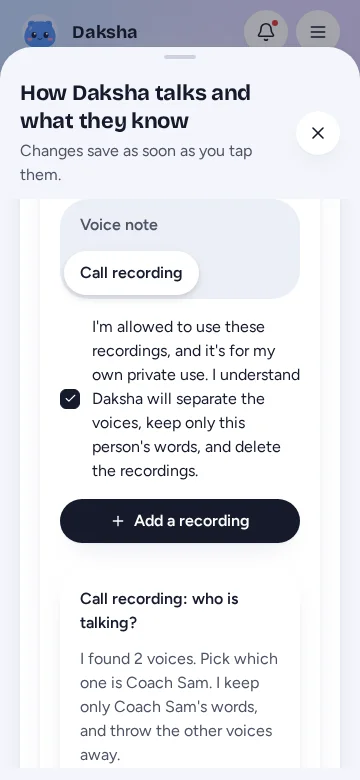 Daksha
How Daksha talks and
what they know
Changes save as soon as you tap
them.
Voice note
Call recording
I'm allowed to use these
recordings, and it's for my
own private use. I understand
Daksha will separate the
voices, keep only this
person's words, and delete
the recordings.
+ Add a recording
Call recording: who is
talking?
I found 2 voices. Pick which
one is Coach Sam. I keep
only Coach Sam's words,
and throw the other voices
away.